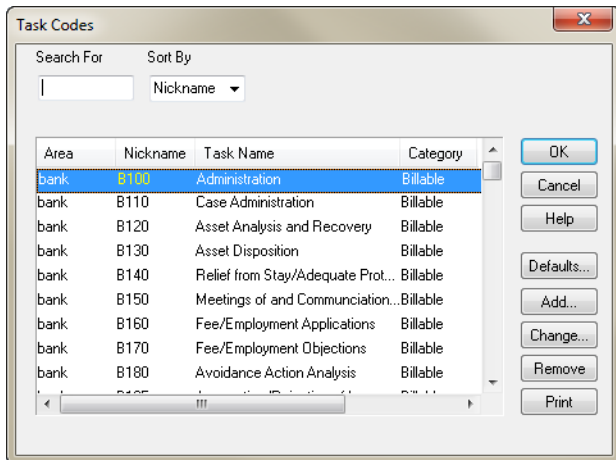 Task Codes
Search For Sort By
Nickname
Area Nickname Task Name Category
bank B100 Administration Billable
bank B110 Case Administration Billable
bank B120 Asset Analysis and Recovery Billable
bank B130 Asset Disposition Billable
bank B140 Relief from Stay/Adequate Prot... Billable
bank B150 Meetings of and Communciation... Billable
bank B160 Fee/Employment Applications Billable
bank B170 Fee/Employment Objections Billable
bank B180 Avoidance Action Analysis Billable
OK
Cancel
Help
Defaults...
Add...
Change...
Remove
Print